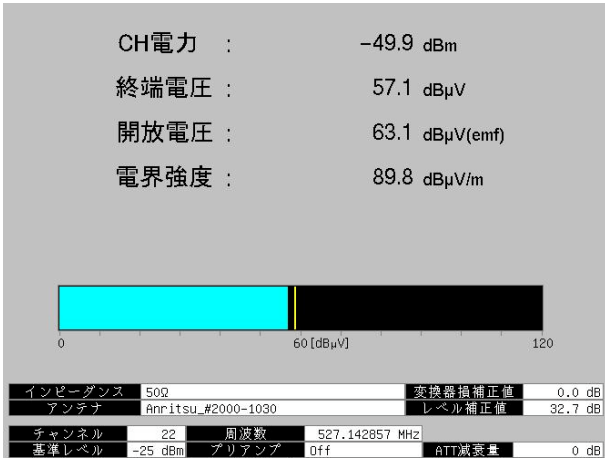 CH電力 : -49.9 dBm
終端電圧 : 57.1 dBµV
開放電圧 : 63.1 dBµV(emf)
電界強度 : 89.8 dBµV/m
0 60 [dBµV] 120
インピーダンス 50Ω 変換器損補正値 0.0 dB
アンテナ Anritsu_#2000-1030 レベル補正値 32.7 dB
チャンネル 22 周波数 527.142857 MHz
基準レベル -25 dBm プリアンプ Off ATT減衰量 0 dB